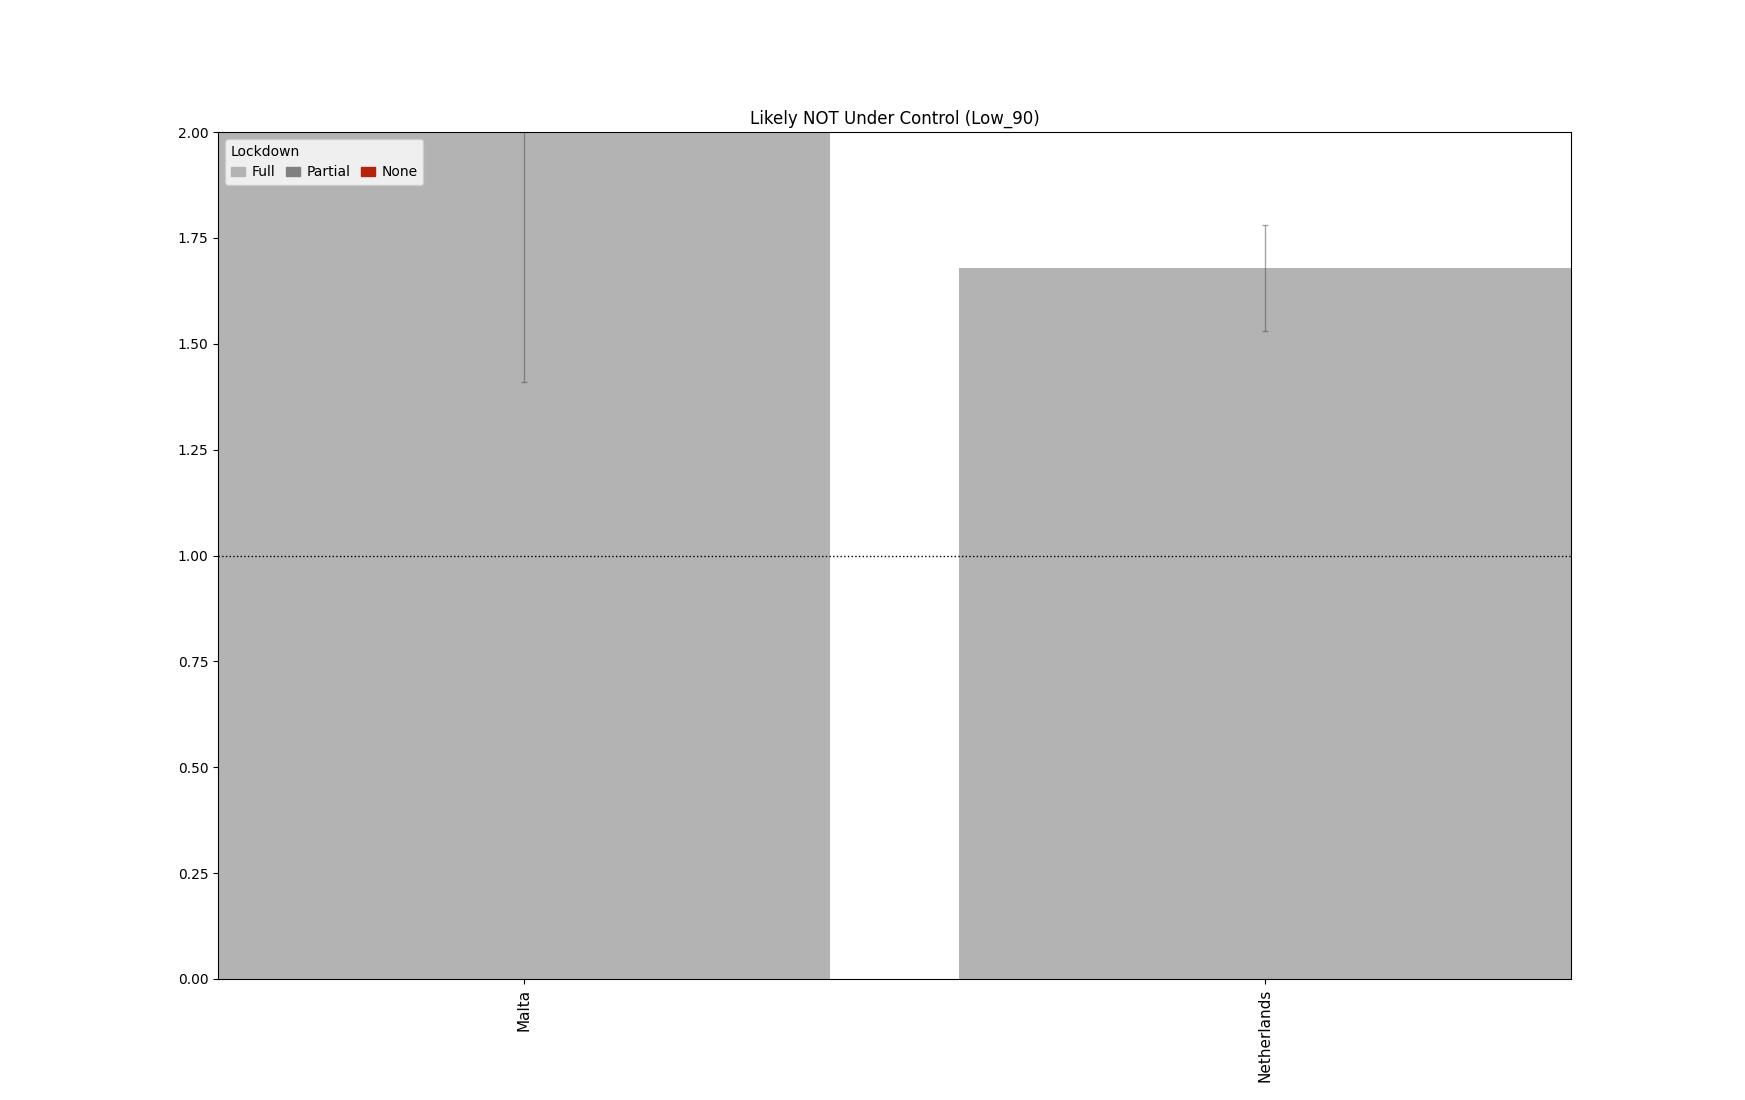 Likely NOT Under Control (Low_90)
Lockdown
Full Partial None
2.00
1.75
1.50
1.25
1.00
0.75
0.50
0.25
0.00
Malta
Netherlands